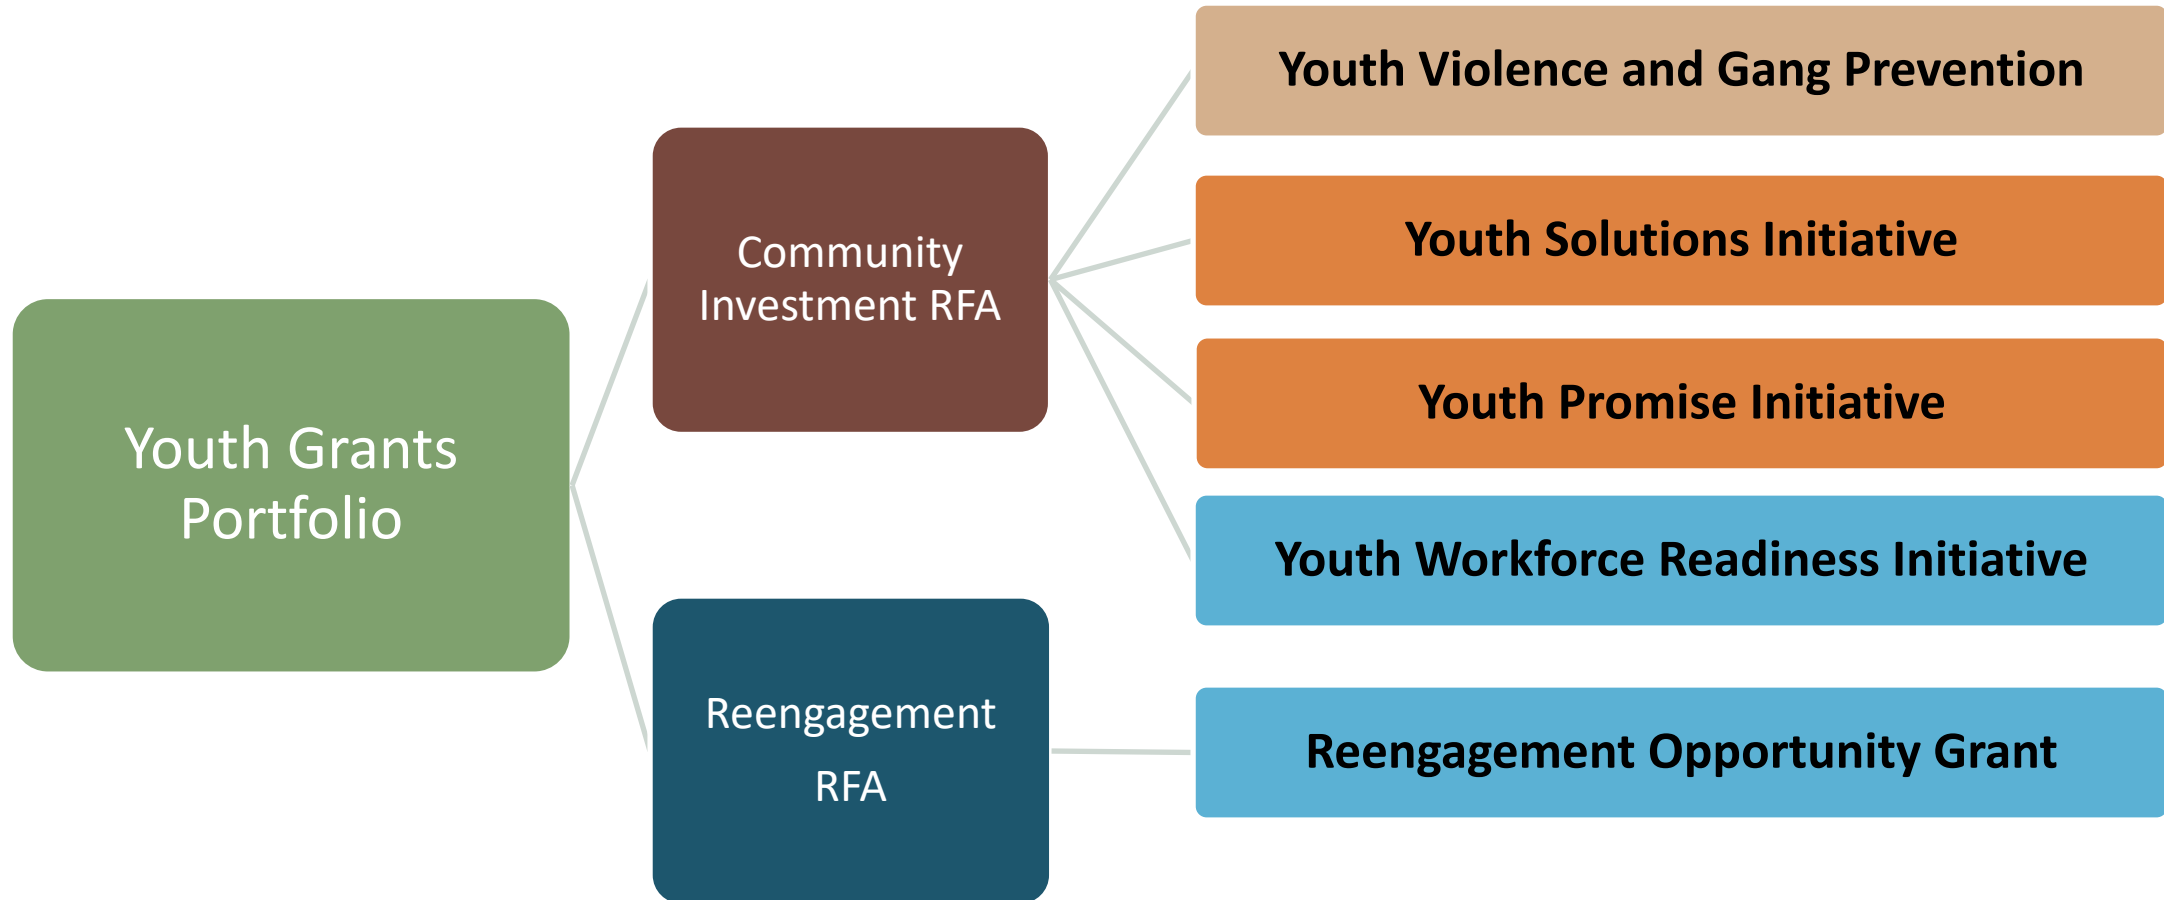 Youth Grants
Portfolio
Community
Investment RFA
Reengagement
RFA
Youth Violence and Gang Prevention
Youth Solutions Initiative
Youth Promise Initiative
Youth Workforce Readiness Initiative
Reengagement Opportunity Grant